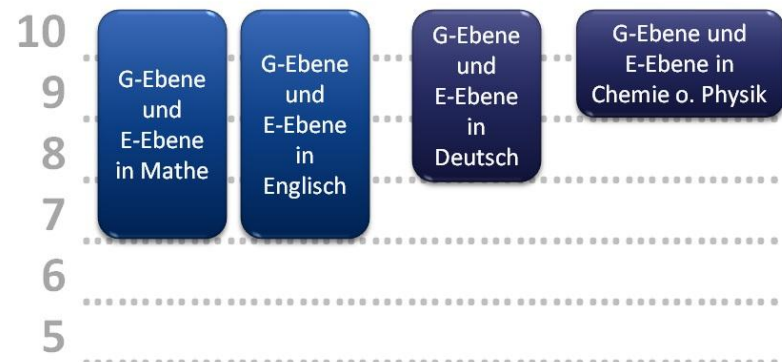 10
9
8
7
6
5
G-Ebene
und
E-Ebene
in Mathe
G-Ebene
und
E-Ebene
in
Englisch
G-Ebene
und
E-Ebene
in
Deutsch
G-Ebene und
E-Ebene in
Chemie o. Physik